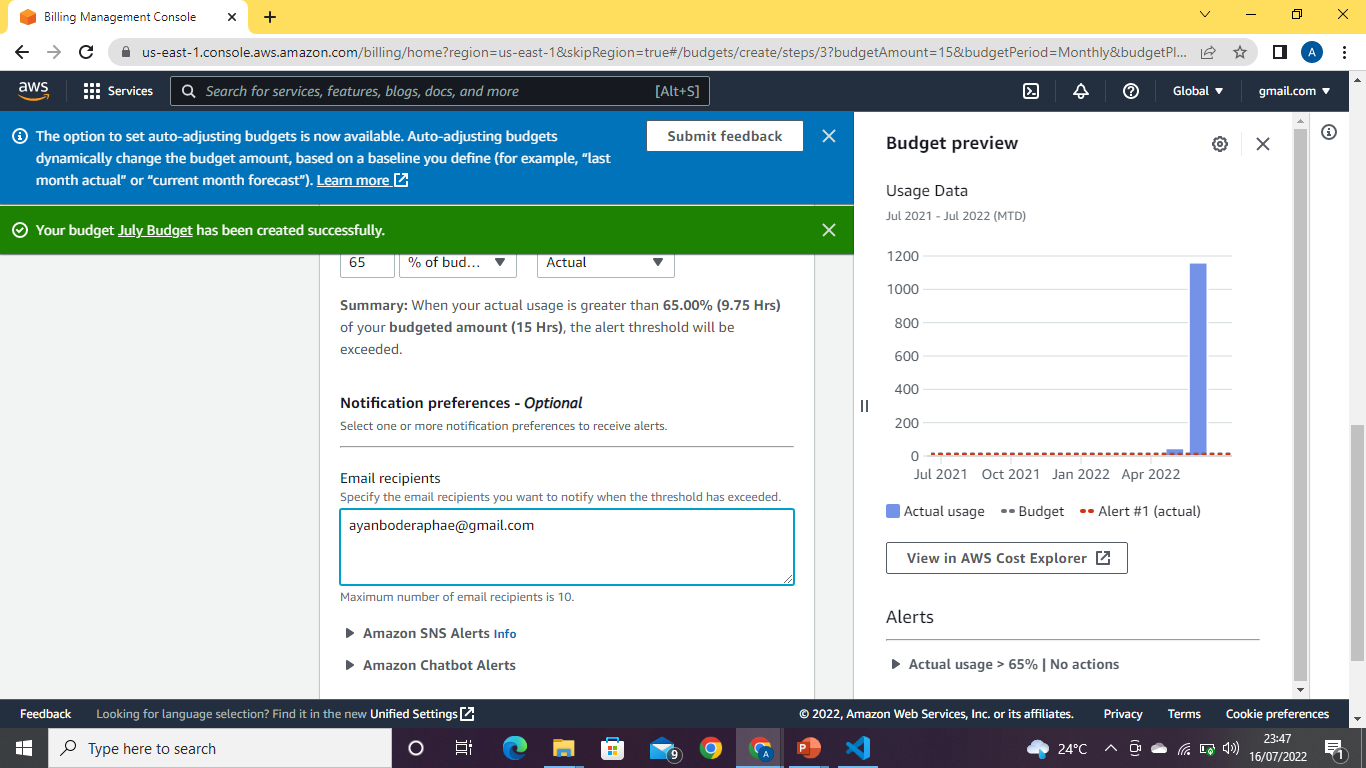 Billing Management Console
us-east-1.console.aws.amazon.com/billing/home?region=us-east-1&skipRegion=true#/budgets/create/steps/3?budgetAmount=15&budgetPeriod=Monthly&budgetPl...
A
aws
Services
Search for services, features, blogs, docs, and more
[Alt+S]
Global
gmail.com
The option to set auto-adjusting budgets is now available. Auto-adjusting budgets
dynamically change the budget amount, based on a baseline you define (for example, “last
month actual” or “current month forecast”). Learn more
Submit feedback
Your budget July Budget has been created successfully.
65
% of bud...
Actual
Summary: When your actual usage is greater than 65.00% (9.75 Hrs)
of your budgeted amount (15 Hrs), the alert threshold will be
exceeded.
Notification preferences - Optional
Select one or more notification preferences to receive alerts.
Email recipients
Specify the email recipients you want to notify when the threshold has exceeded.
ayanboderaphae@gmail.com
Maximum number of email recipients is 10.
Amazon SNS Alerts Info
Amazon Chatbot Alerts
Budget preview
Usage Data
Jul 2021 - Jul 2022 (MTD)
1200
1000
800
600
400
200
0
Jul 2021 Oct 2021 Jan 2022 Apr 2022
Actual usage Budget Alert #1 (actual)
View in AWS Cost Explorer
Alerts
Actual usage > 65% | No actions
Feedback
Looking for language selection? Find it in the new Unified Settings
© 2022, Amazon Web Services, Inc. or its affiliates.
Privacy
Terms
Cookie preferences
Type here to search
9
A
24°C
23:47
16/07/2022
1